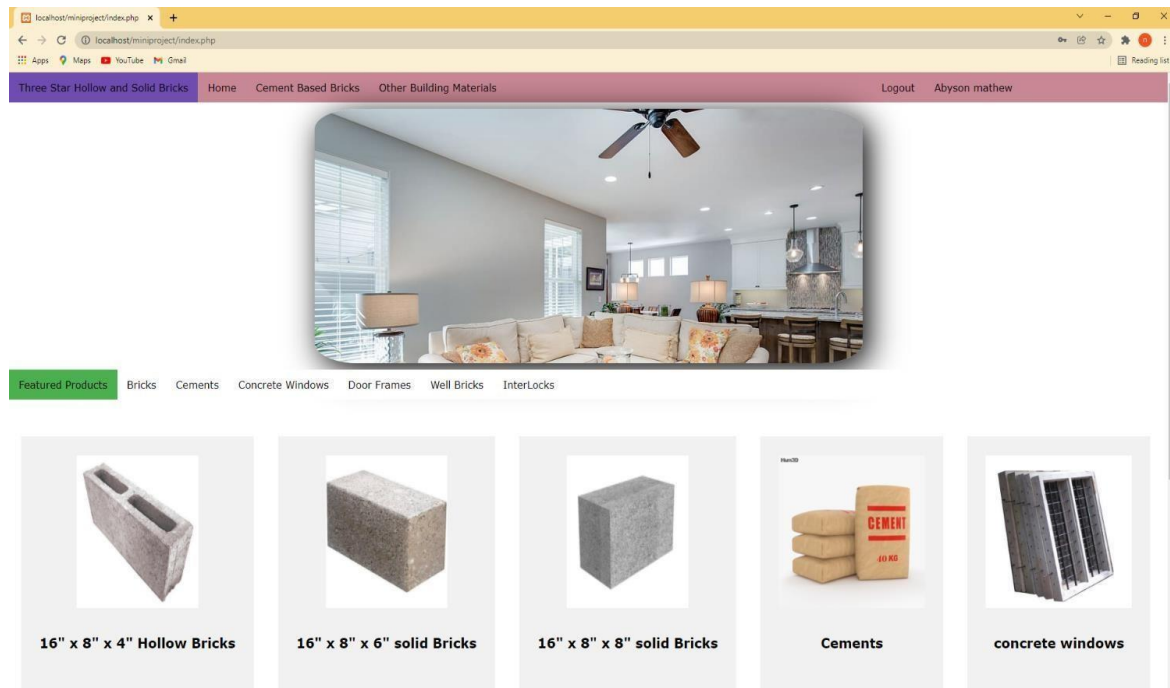 localhost/miniproject/index.php
localhost/miniproject/index.php
Apps Maps YouTube Gmail Reading list
Three Star Hollow and Solid Bricks Home Cement Based Bricks Other Building Materials Logout Abyson mathew
Featured Products Bricks Cements Concrete Windows Door Frames Well Bricks InterLocks
Hum3D
CEMENT
40 KG
16" x 8" x 4" Hollow Bricks 16" x 8" x 6" solid Bricks 16" x 8" x 8" solid Bricks Cements concrete windows